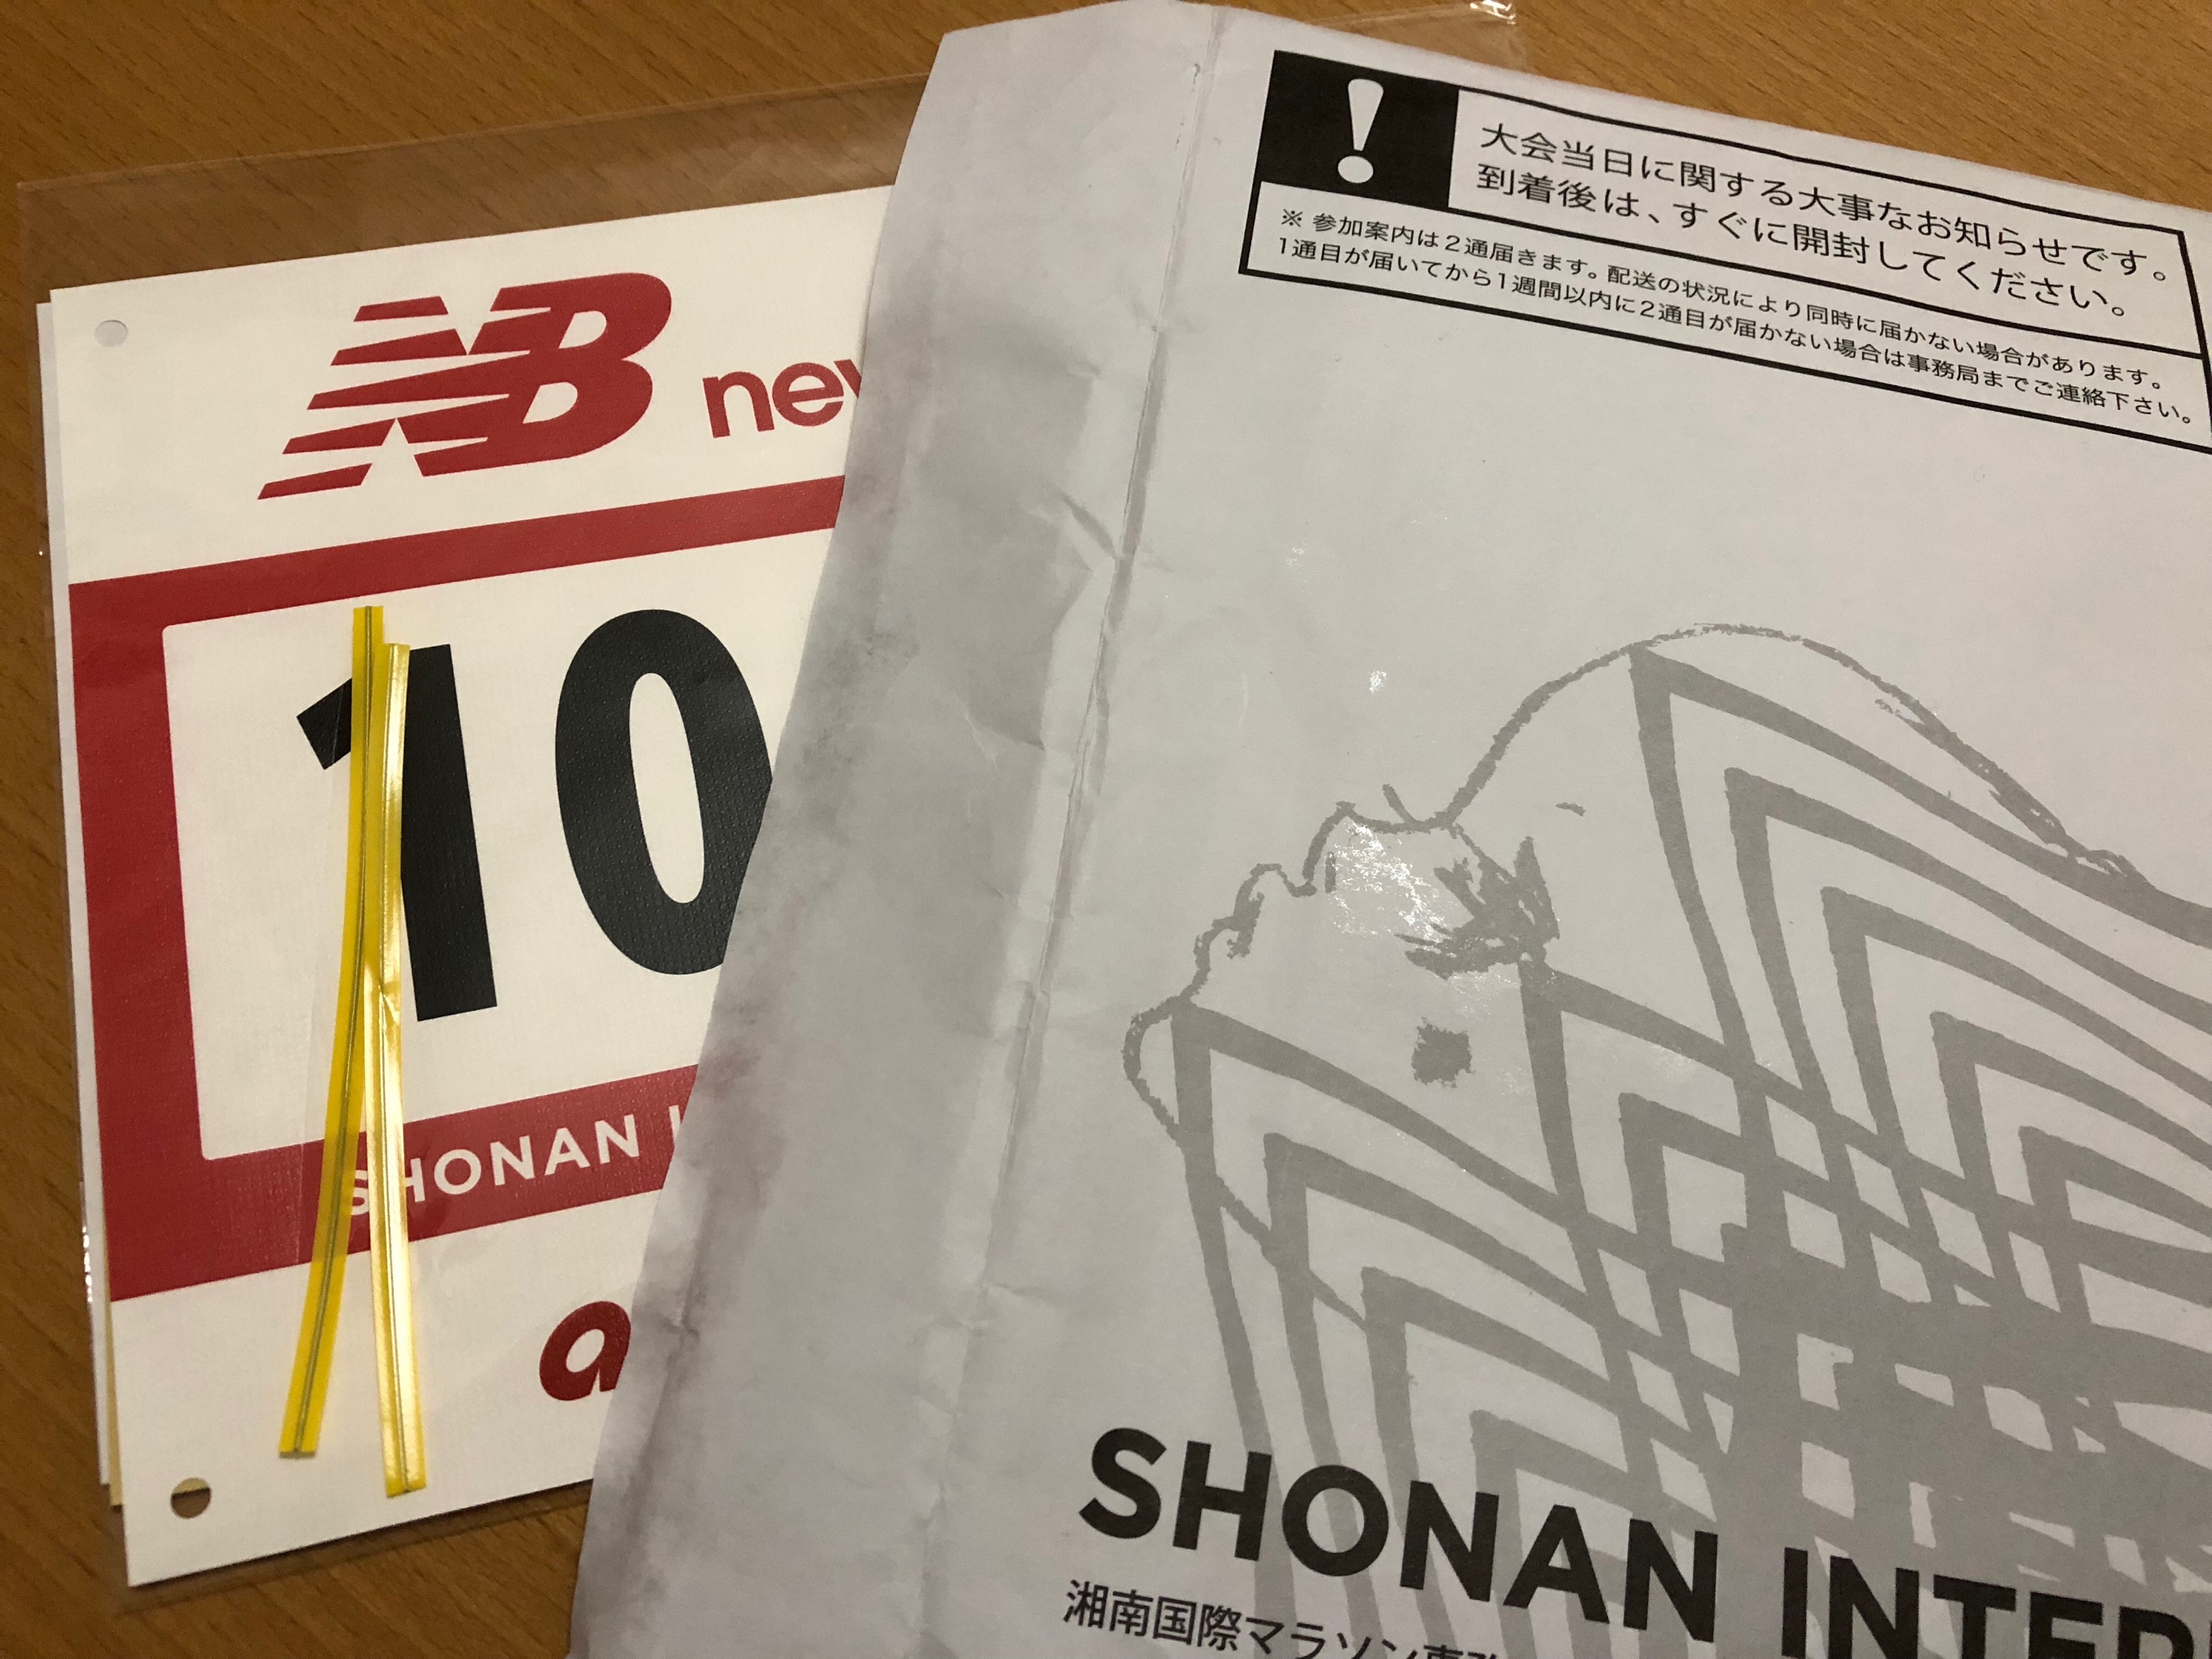 NB
10
SHONAN
a
!
大会当日に関する大事なお知らせです。
到着後は、すぐに開封してください。
※ 参加案内は2通届きます。配送の状況により同時に届かない場合があります。
1通目が届いてから1週間以内に2通目が届かない場合は事務局までご連絡下さい。
SHONAN INTER
湘南国際マラソン事務